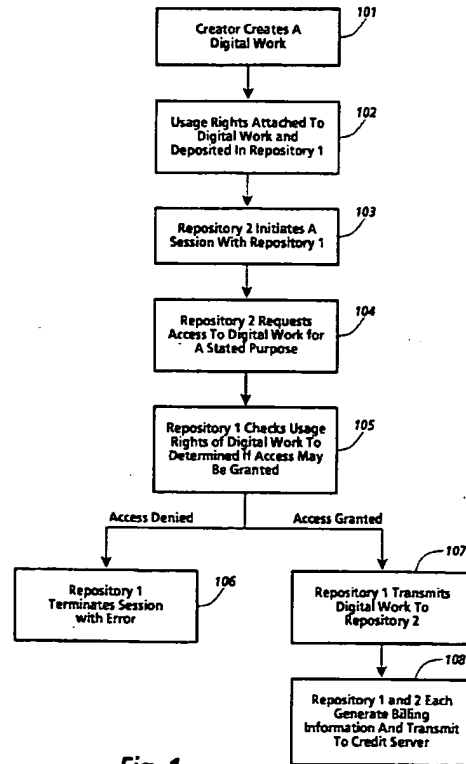 101
Creator Creates A
Digital Work
102
Usage Rights Attached To
Digital Work and
Deposited In Repository 1
103
Repository 2 Initiates A
Session With Repository 1
104
Repository 2 Requests
Access To Digital Work for
A Stated Purpose
105
Repository 1 Checks Usage
Rights of Digital Work To
Determined If Access May
Be Granted
Access Denied
Access Granted
106
Repository 1
Terminates Session
with Error
107
Repository 1 Transmits
Digital Work To
Repository 2
108
Repository 1 and 2 Each
Generate Billing
Information And Transmit
To Credit Server
Fig. 1